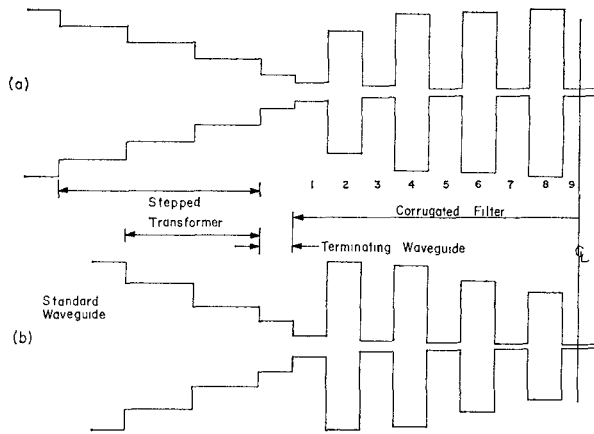 (a)
1 2 3 4 5 6 7 8 9
Stepped
Transformer
Corrugated Filter
Terminating Waveguide
℄
Standard
Waveguide
(b)